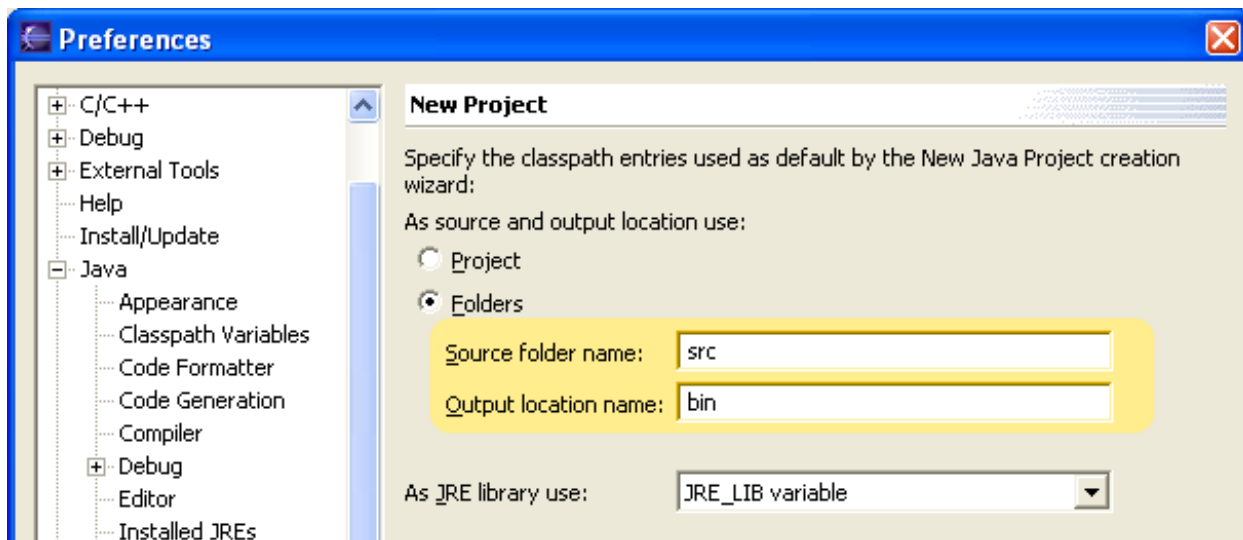 Preferences
C/C++
Debug
External Tools
Help
Install/Update
Java
Appearance
Classpath Variables
Code Formatter
Code Generation
Compiler
Debug
Editor
Installed JREs
New Project
Specify the classpath entries used as default by the New Java Project creation
wizard:
As source and output location use:
Project
Folders
Source folder name: src
Output location name: bin
As JRE library use: JRE_LIB variable